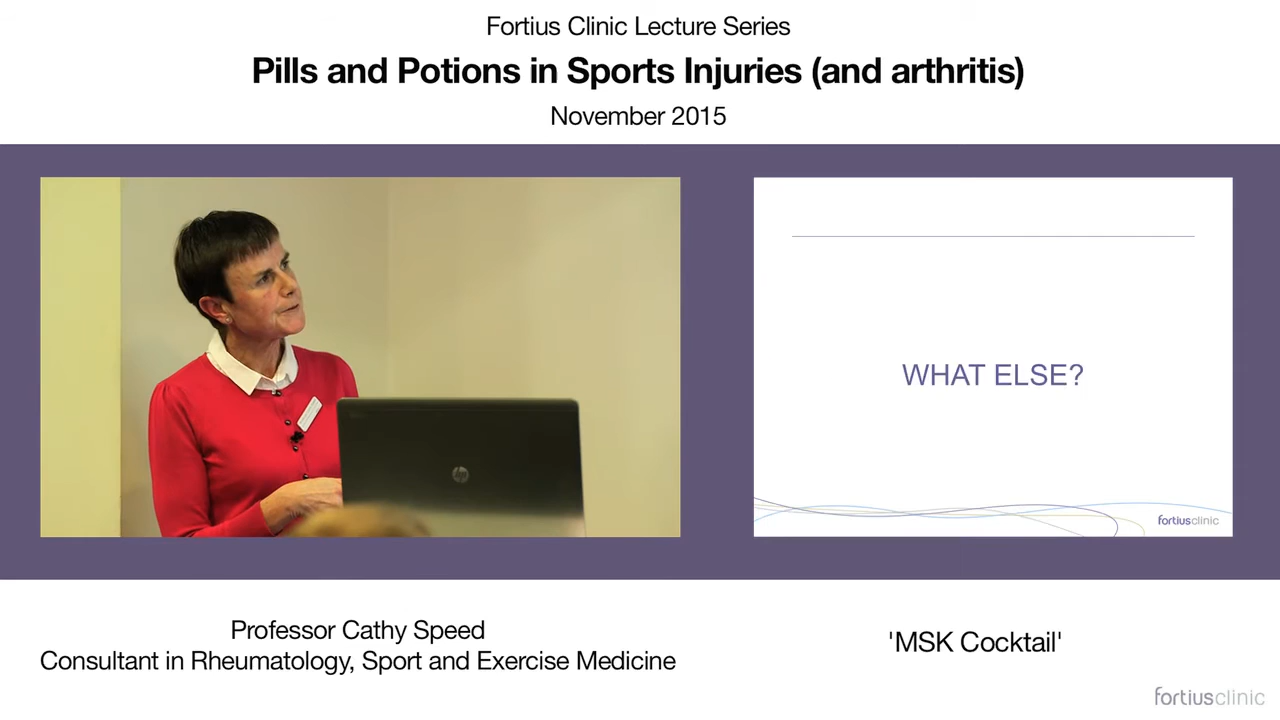 Fortius Clinic Lecture Series
Pills and Potions in Sports Injuries (and arthritis)
November 2015
WHAT ELSE?
fortiusclinic
Professor Cathy Speed
Consultant in Rheumatology, Sport and Exercise Medicine
'MSK Cocktail'
fortiusclinic